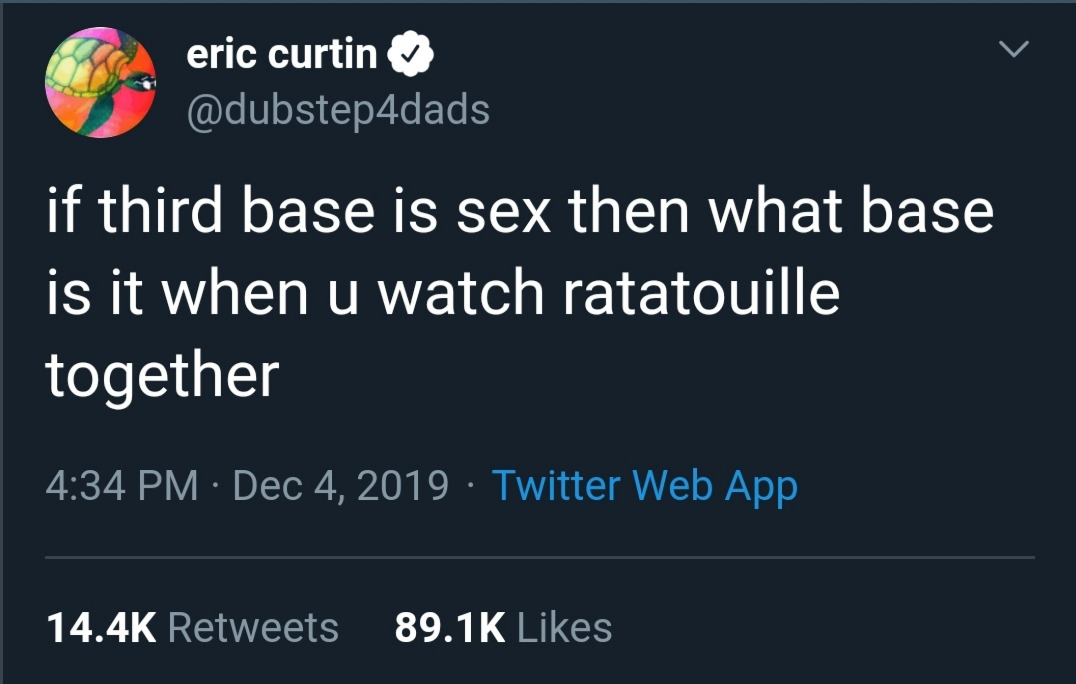 eric curtin
@dubstep4dads
if third base is sex then what base
is it when u watch ratatouille
together
4:34 PM · Dec 4, 2019 · Twitter Web App
14.4K Retweets 89.1K Likes